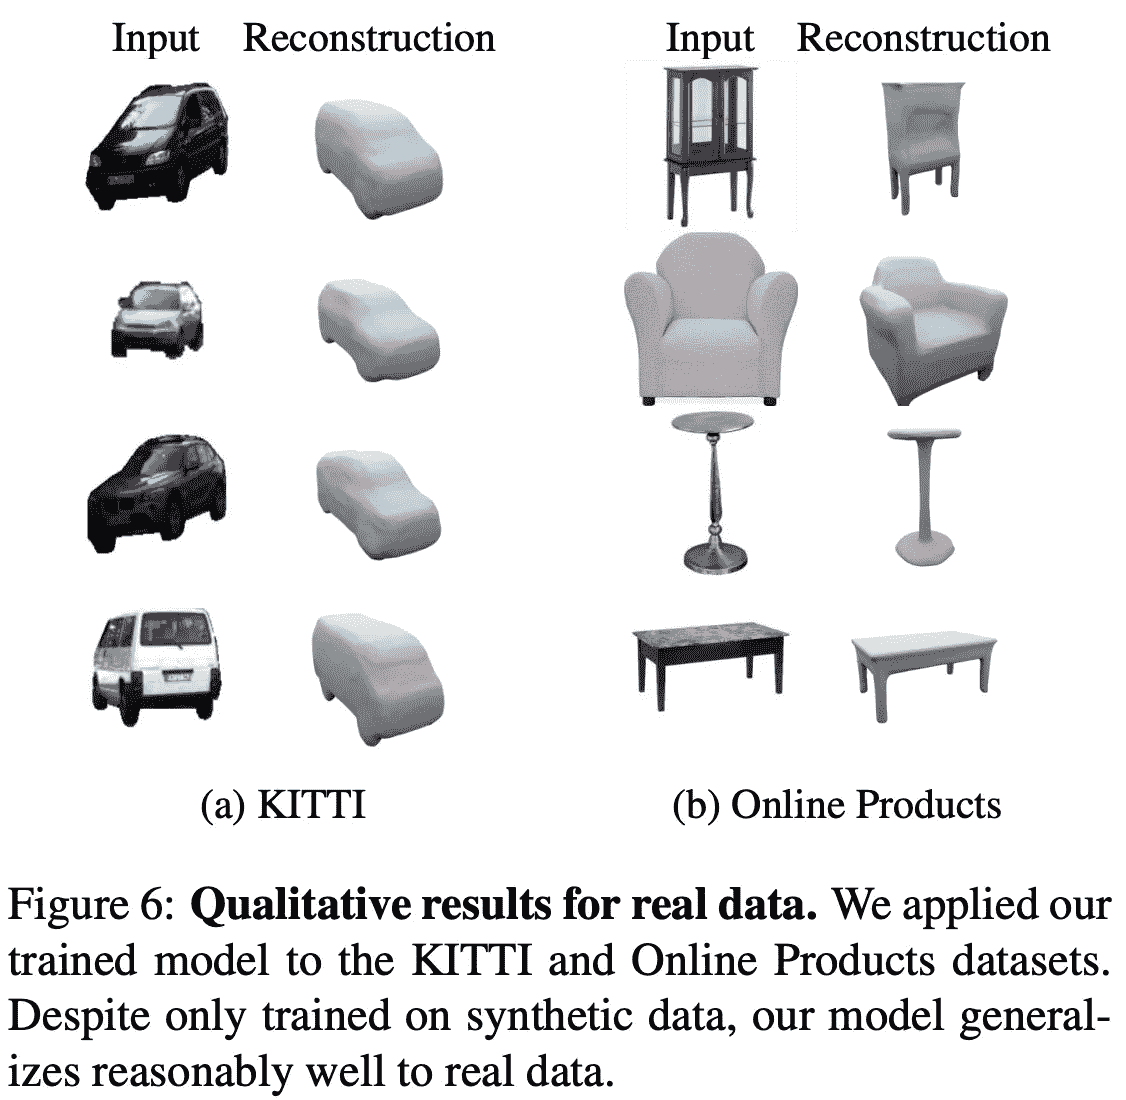 Input Reconstruction Input Reconstruction
(a) KITTI (b) Online Products
Figure 6: Qualitative results for real data. We applied our
trained model to the KITTI and Online Products datasets.
Despite only trained on synthetic data, our model general-
izes reasonably well to real data.